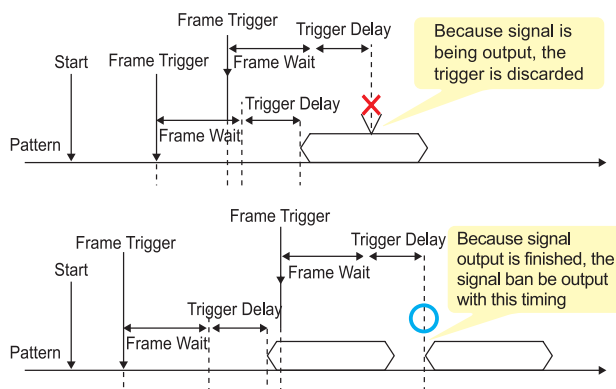 Frame Trigger
Trigger Delay
Because signal is
being output, the
trigger is discarded
Start
Frame Trigger
Frame Wait
Trigger Delay
Frame Wait
Pattern
Frame Trigger
Frame Trigger
Trigger Delay
Because signal
output is finished, the
signal ban be output
with this timing
Start
Frame Wait
Trigger Delay
Frame Wait
Pattern